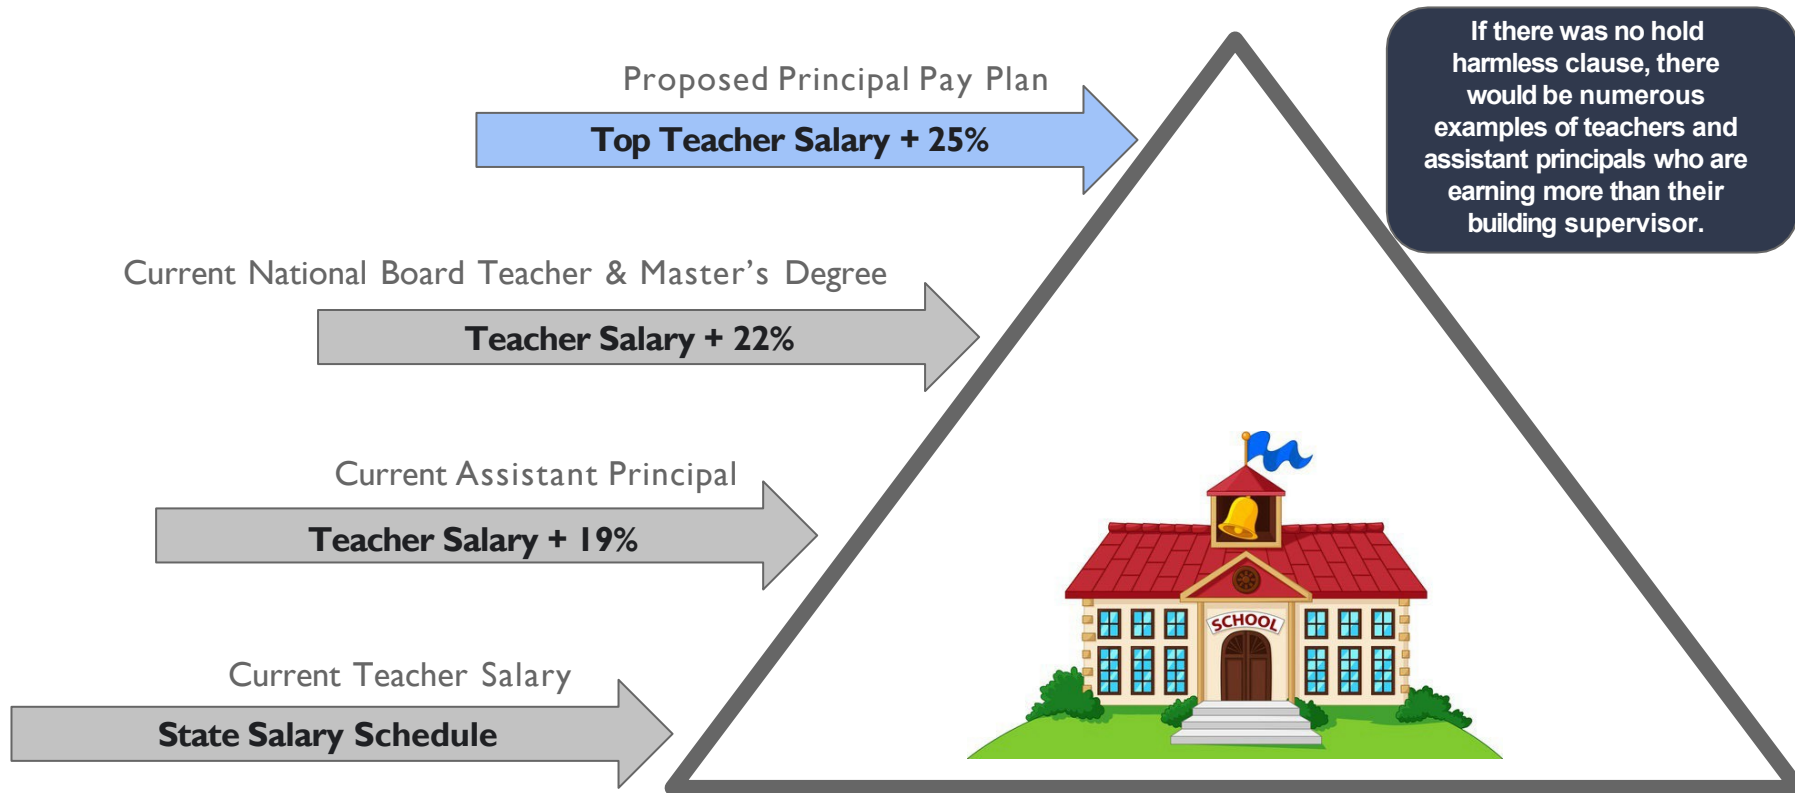 If there was no hold
harmless clause, there
would be numerous
examples of teachers and
assistant principals who are
earning more than their
building supervisor.
Proposed Principal Pay Plan
Top Teacher Salary + 25%
Current National Board Teacher & Master's Degree
Teacher Salary + 22%
Current Assistant Principal
Teacher Salary + 19%
Current Teacher Salary
State Salary Schedule
SCHOOL